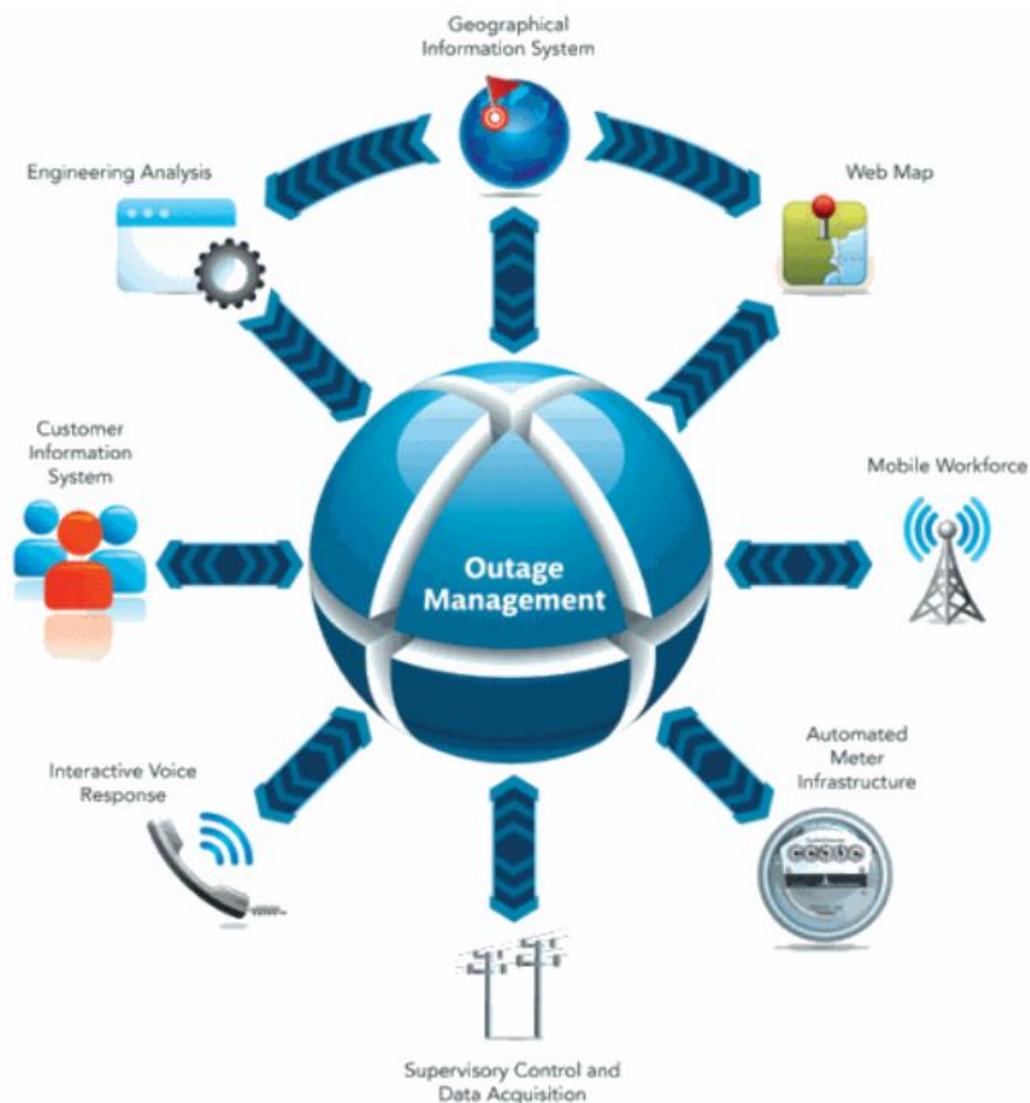 Geographical
Information System
Engineering Analysis
Web Map
Customer
Information
System
Mobile Workforce
Outage
Management
Interactive Voice
Response
Automated
Meter
Infrastructure
Supervisory Control and
Data Acquisition